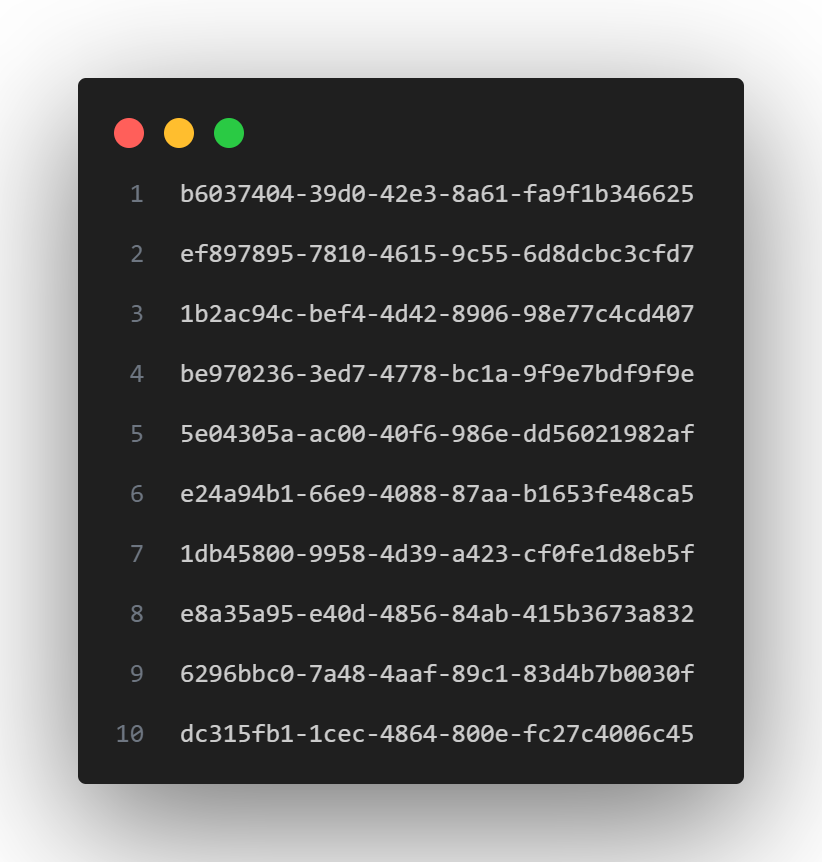 1 b6037404-39d0-42e3-8a61-fa9f1b346625
2 ef897895-7810-4615-9c55-6d8dcbc3cfd7
3 1b2ac94c-bef4-4d42-8906-98e77c4cd407
4 be970236-3ed7-4778-bc1a-9f9e7bdf9f9e
5 5e04305a-ac00-40f6-986e-dd56021982af
6 e24a94b1-66e9-4088-87aa-b1653fe48ca5
7 1db45800-9958-4d39-a423-cf0fe1d8eb5f
8 e8a35a95-e40d-4856-84ab-415b3673a832
9 6296bbc0-7a48-4aaf-89c1-83d4b7b0030f
10 dc315fb1-1cec-4864-800e-fc27c4006c45